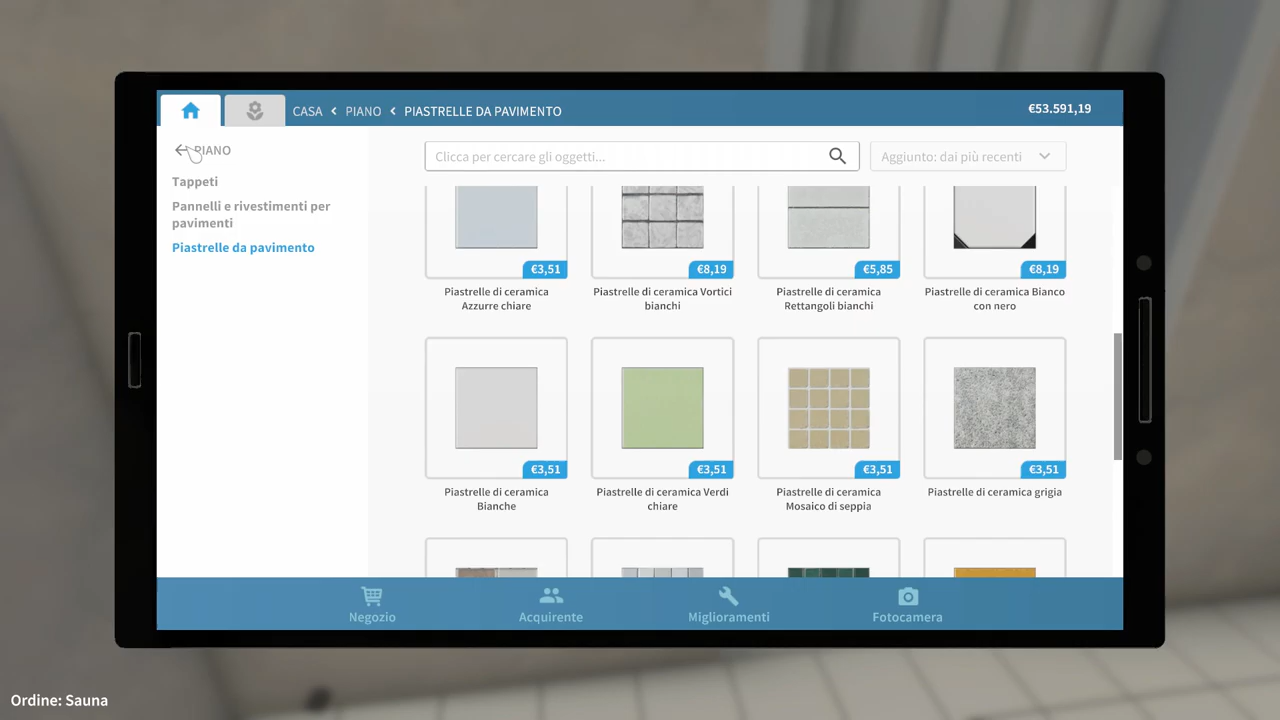 CASA < PIANO < PIASTRELLE DA PAVIMENTO
€53.591,19
PIANO
Tappeti
Pannelli e rivestimenti per
pavimenti
Piastrelle da pavimento
Clicca per cercare gli oggetti...
Aggiunto: dai più recenti
€3,51
€8,19
€5,85
€8,19
Piastrelle di ceramica
Azzurre chiare
Piastrelle di ceramica Vortici
bianchi
Piastrelle di ceramica
Rettangoli bianchi
Piastrelle di ceramica Bianco
con nero
€3,51
€3,51
€3,51
€3,51
Piastrelle di ceramica
Bianche
Piastrelle di ceramica Verdi
chiare
Piastrelle di ceramica
Mosaico di seppia
Piastrelle di ceramica grigia
Negozio
Acquirente
Miglioramenti
Fotocamera
Ordine: Sauna